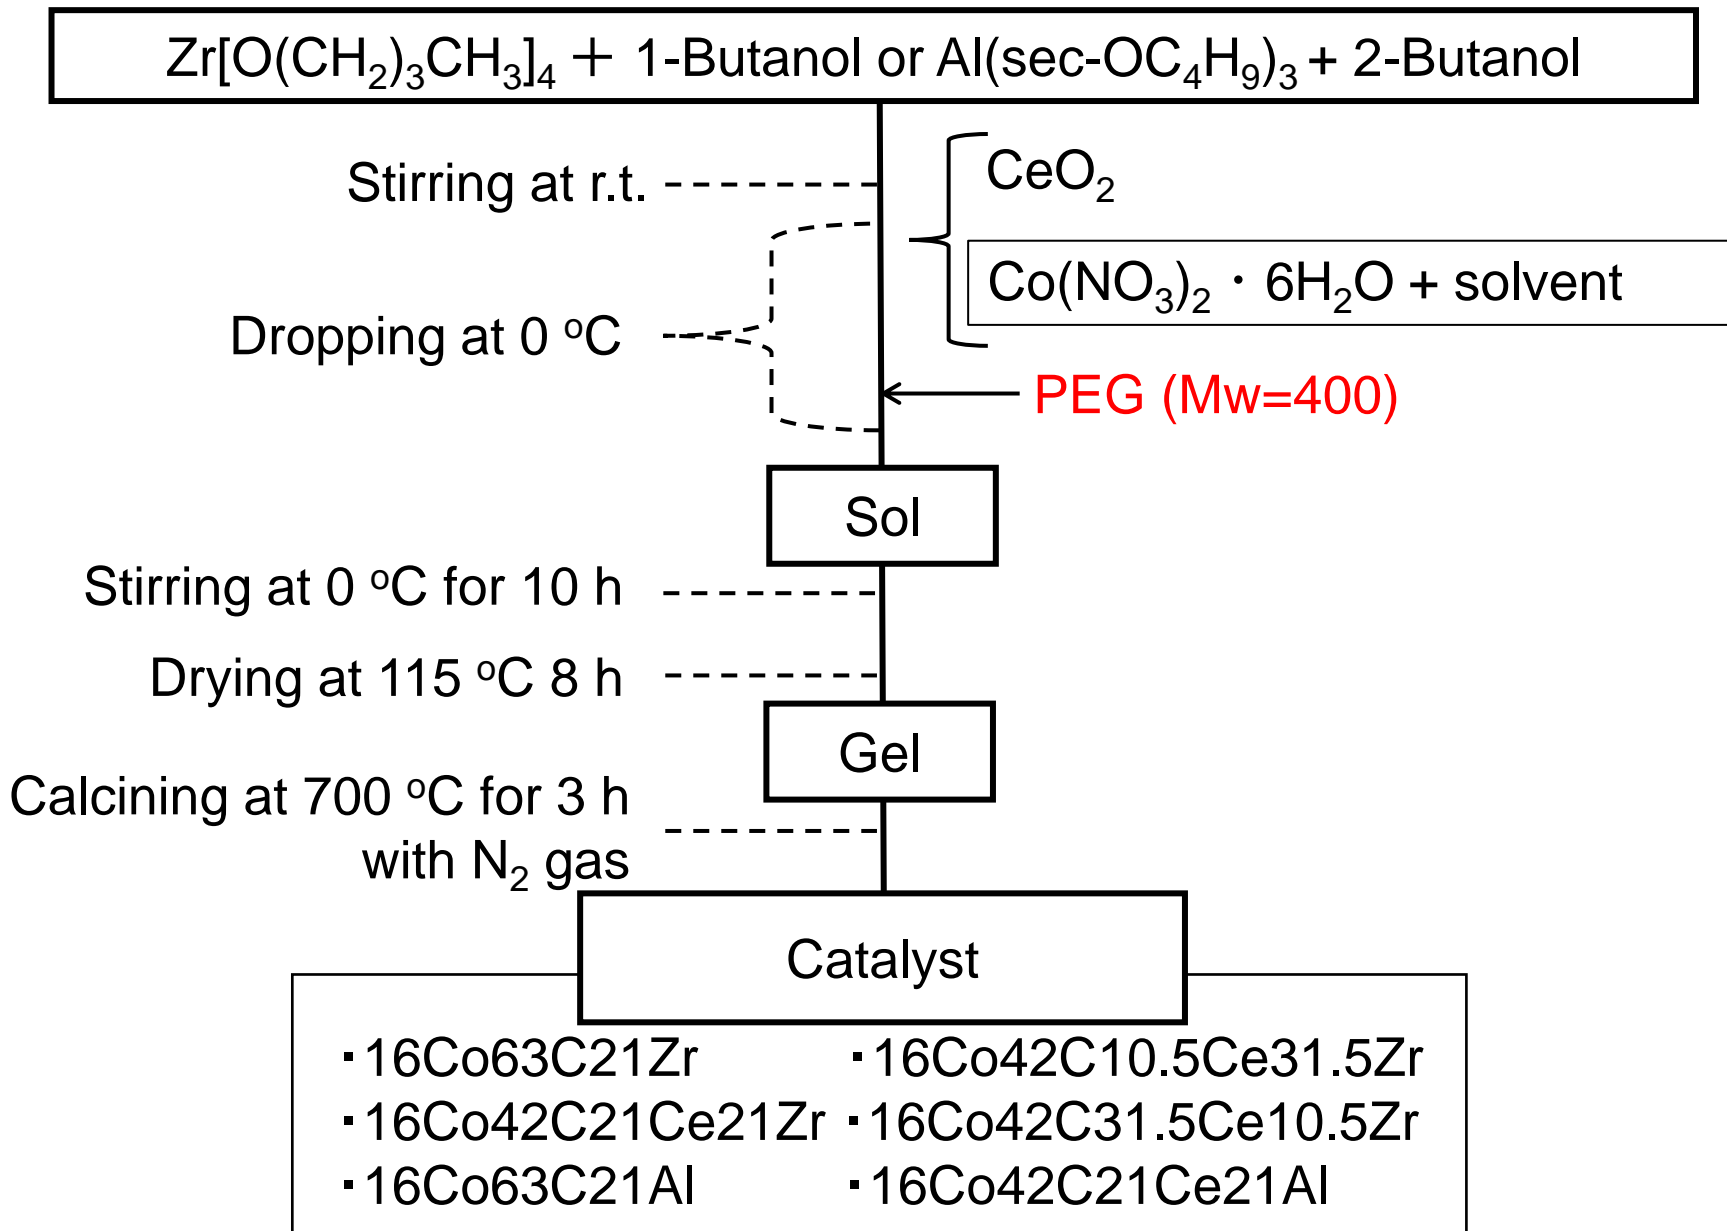 Zr[O(CH₂)₃CH₃]₄ + 1-Butanol or Al(sec-OC₄H₉)₃ + 2-Butanol
Stirring at r.t.
CeO₂
Co(NO₃)₂・6H₂O + solvent
Dropping at 0 ºC
PEG (Mw=400)
Sol
Stirring at 0 ºC for 10 h
Drying at 115 ºC 8 h
Gel
Calcining at 700 ºC for 3 h
with N₂ gas
Catalyst
・16Co63C21Zr ・16Co42C10.5Ce31.5Zr
・16Co42C21Ce21Zr ・16Co42C31.5Ce10.5Zr
・16Co63C21Al ・16Co42C21Ce21Al